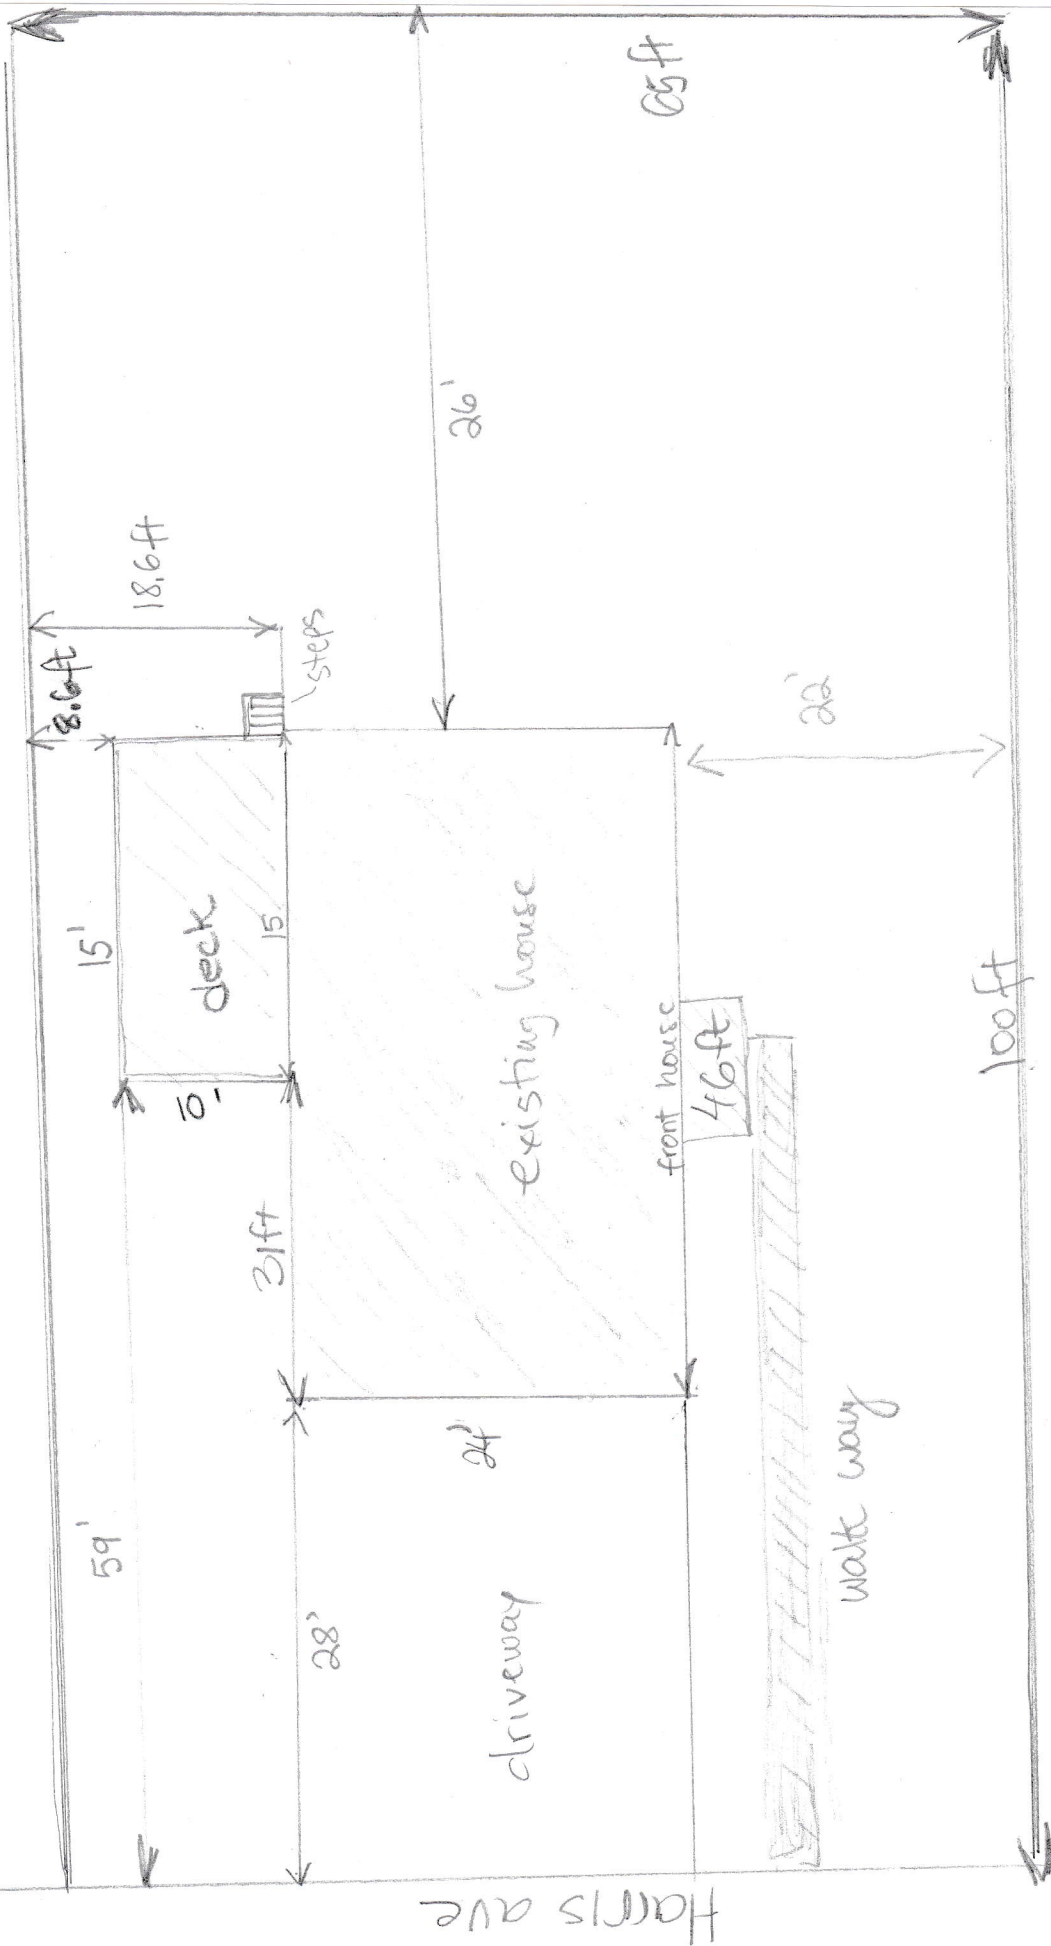 65ft
26'
18.6ft
8.6ft
steps
22'
15'
deck
15
10'
existing house
front house
46ft
100ft
31ft
24'
59'
28'
driveway
walk way
Harris ave